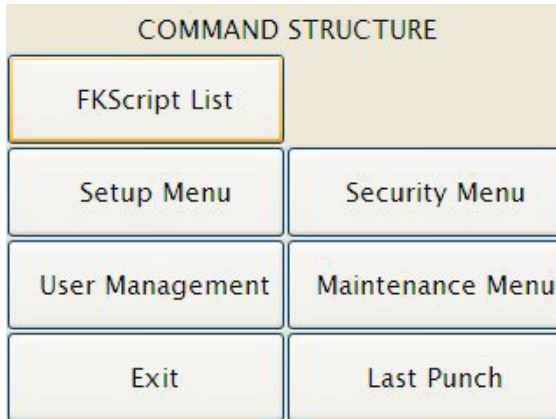 COMMAND STRUCTURE
FKScript List
Setup Menu
Security Menu
User Management
Maintenance Menu
Exit
Last Punch